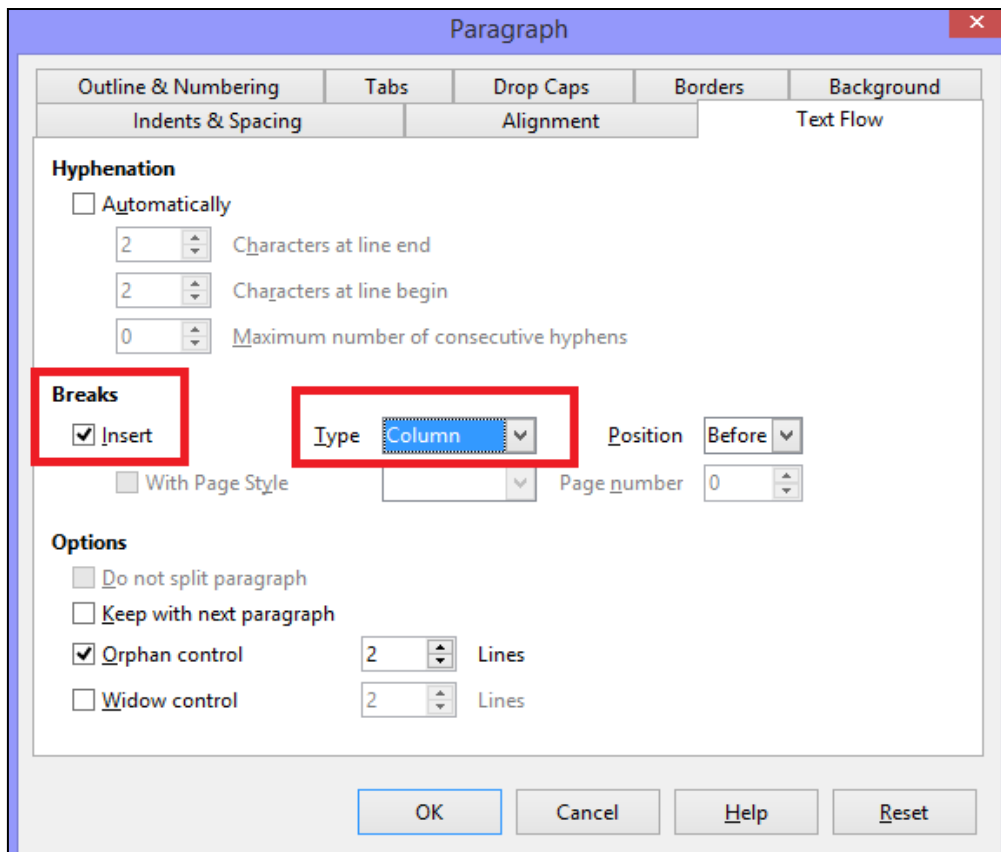 Paragraph
Outline & Numbering Tabs Drop Caps Borders Background
Indents & Spacing Alignment Text Flow
Hyphenation
Automatically
2 Characters at line end
2 Characters at line begin
0 Maximum number of consecutive hyphens
Breaks
Insert Type Column Position Before
With Page Style Page number 0
Options
Do not split paragraph
Keep with next paragraph
Orphan control 2 Lines
Widow control 2 Lines
OK Cancel Help Reset